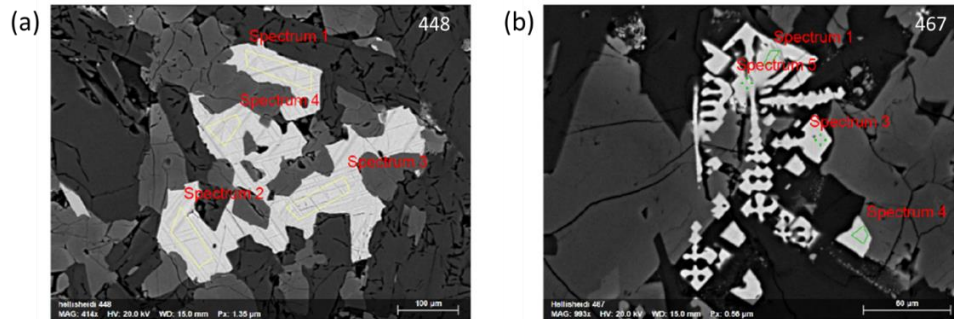 (a)
448
Spectrum 1
Spectrum 4
Spectrum 3
Spectrum 2
hellisheidi 448
MAG: 414x HV: 20.0 kV WD: 15.0 mm Px: 1.35 µm
100 µm
(b)
467
Spectrum 1
Spectrum 5
Spectrum 3
Spectrum 4
Hellisheidi 467
MAG: 993x HV: 20.0 kV WD: 15.0 mm Px: 0.56 µm
60 µm